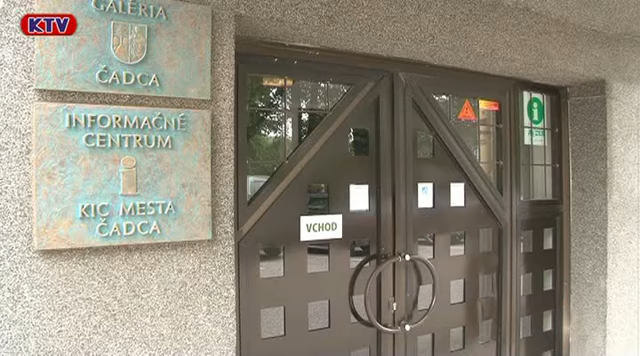 KTV
GALÉRIA
ČADCA
INFORMAČNÉ
CENTRUM
i
KIC MESTA
ČADCA
VCHOD
i